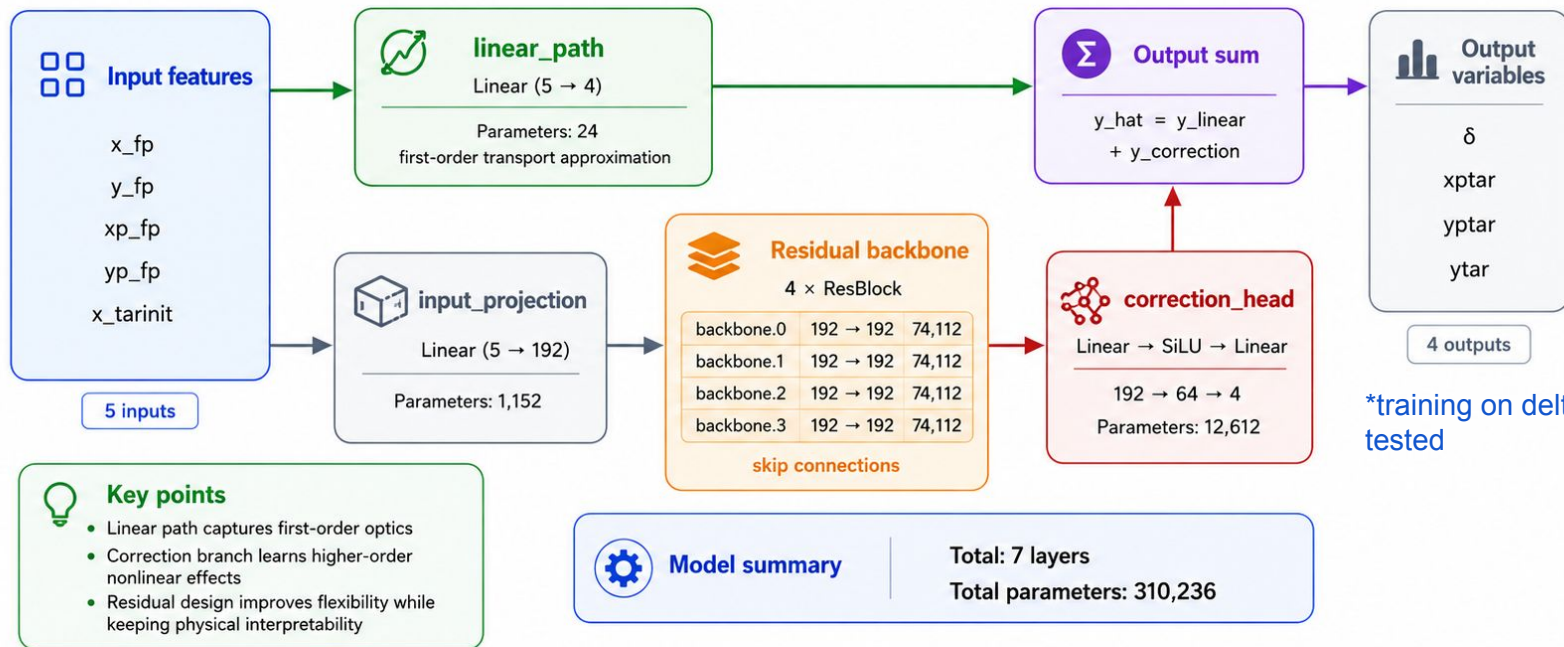 Input features
x_fp
y_fp
xp_fp
yp_fp
x_tarinit
5 inputs
linear_path
Linear (5 → 4)
Parameters: 24
first-order transport approximation
input_projection
Linear (5 → 192)
Parameters: 1,152
Residual backbone
4 × ResBlock
backbone.0 192 → 192 74,112
backbone.1 192 → 192 74,112
backbone.2 192 → 192 74,112
backbone.3 192 → 192 74,112
skip connections
correction_head
Linear → SiLU → Linear
192 → 64 → 4
Parameters: 12,612
Σ
Output sum
y_hat = y_linear
+ y_correction
Output
variables
δ
xptar
yptar
ytar
4 outputs
*training on delt
tested
Key points
• Linear path captures first-order optics
• Correction branch learns higher-order
nonlinear effects
• Residual design improves flexibility while
keeping physical interpretability
Model summary
Total: 7 layers
Total parameters: 310,236